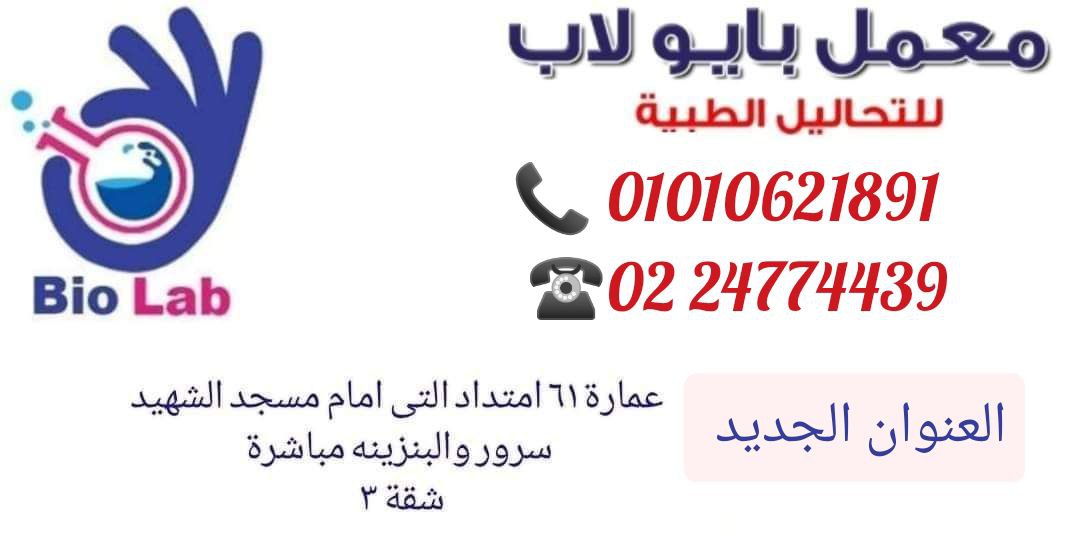 معمل بايو لاب
للتحاليل الطبية
01010621891
02 24774439
Bio Lab
العنوان الجديد
عمارة ٦١ امتداد التى امام مسجد الشهيد
سرور والبنزينه مباشرة
شقة ٣